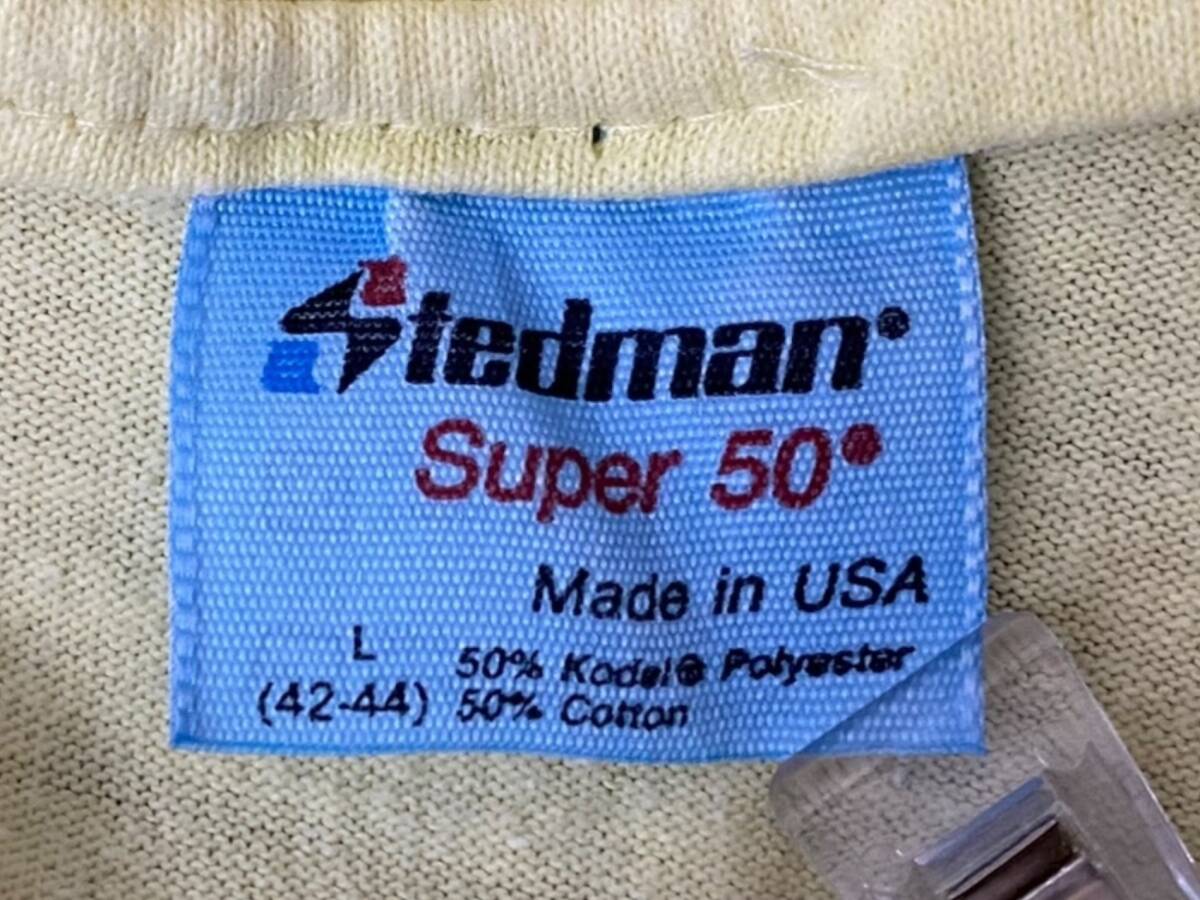 Stedman®
Super 50®
Made in USA
L 50% Kodel® Polyester
(42-44) 50% Cotton